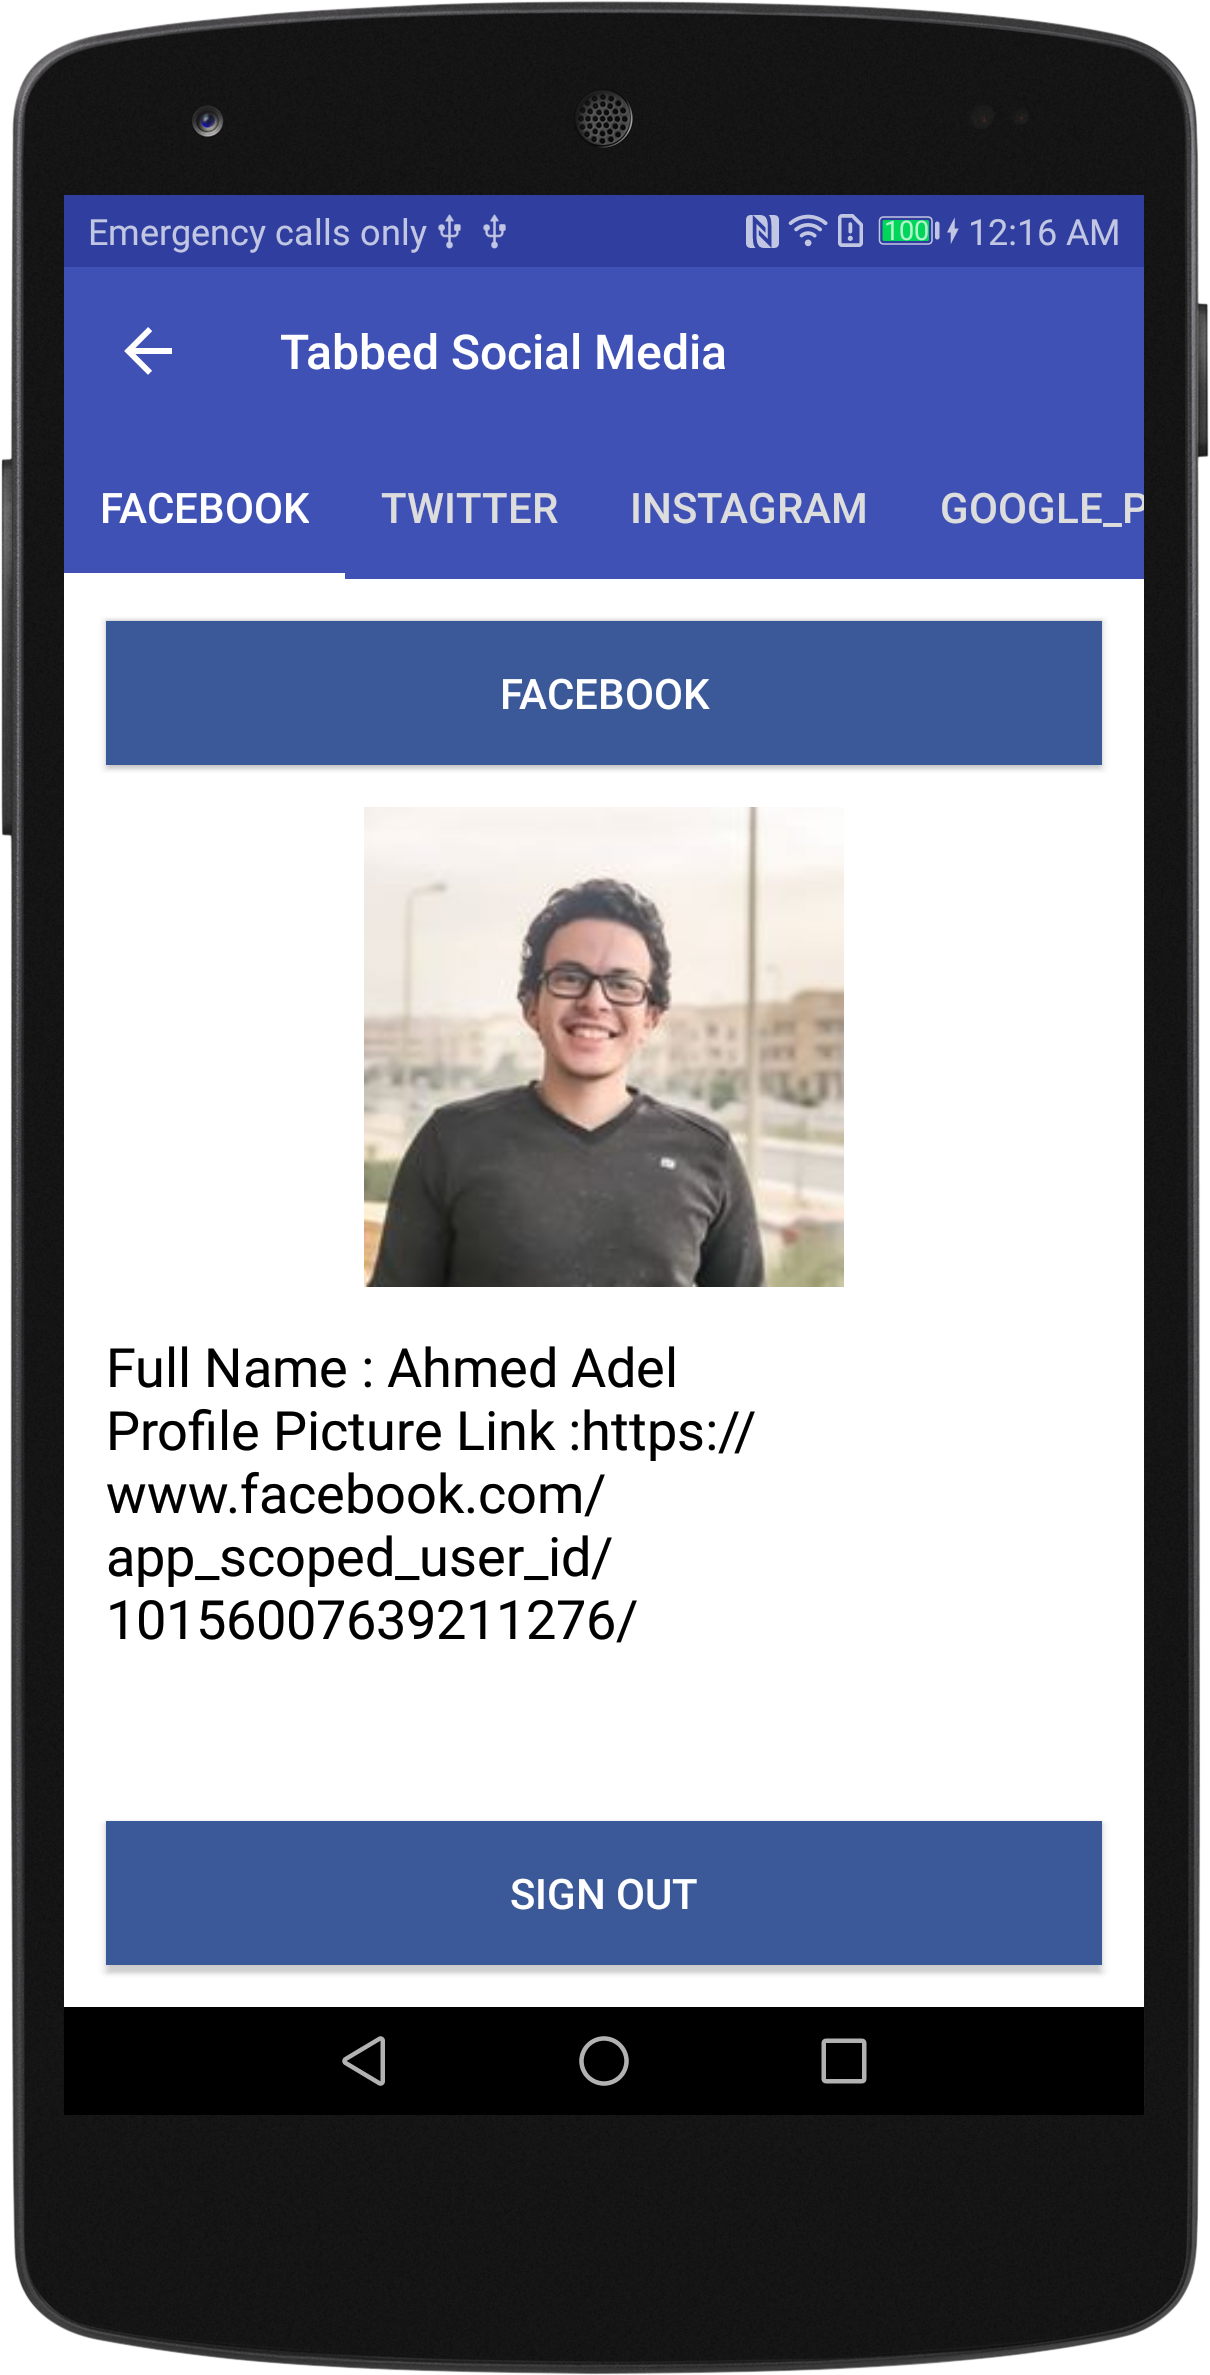 Emergency calls only 100 12:16 AM
Tabbed Social Media
FACEBOOK TWITTER INSTAGRAM GOOGLE_P
FACEBOOK
Full Name : Ahmed Adel
Profile Picture Link :https://
www.facebook.com/
app_scoped_user_id/
10156007639211276/
SIGN OUT